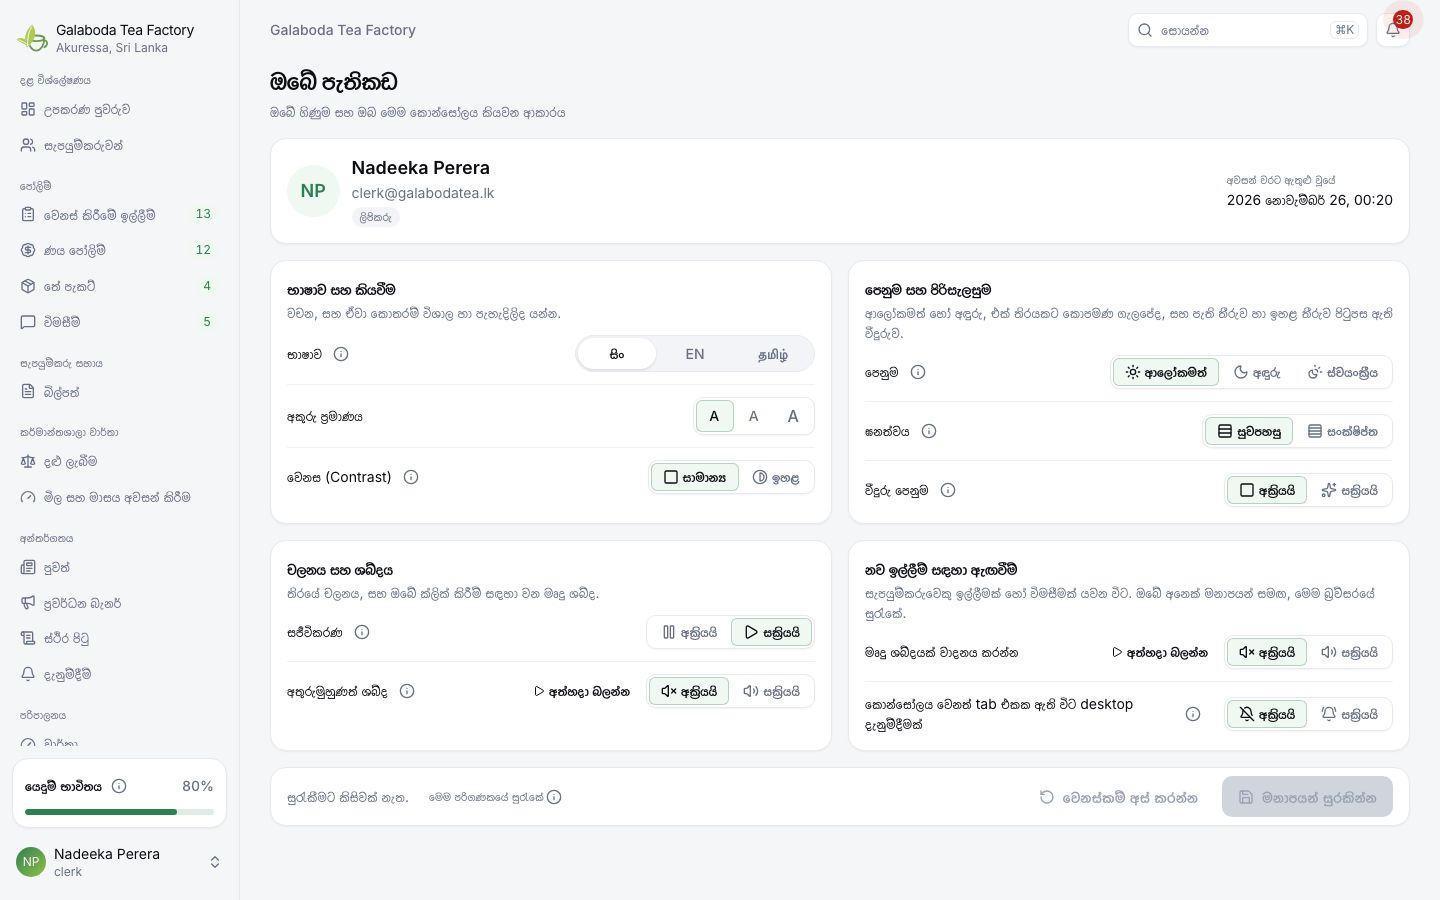 Galaboda Tea Factory
Akuressa, Sri Lanka
දළු විශ්ලේෂණය
උපකරණ පුවරුව
සැපයුම්කරුවන්
පෝලිම්
වෙනස් කිරීමේ ඉල්ලීම් 13
ණය පෝලිම් 12
තේ පැකට් 4
විමසීම් 5
සැපයුම්කරු සහාය
බිල්පත්
කර්මාන්තශාලා වාර්තා
දළු ලැබීම
මිල සහ මාසය අවසන් කිරීම
අන්තර්ගතය
පුවත්
ප්‍රවර්ධන බැනර්
ස්ථිර පිටු
දැනුම්දීම්
පරිපාලනය
වාර්තා
යෙදුම් භාවිතය 80%
NP
Nadeeka Perera
clerk
Galaboda Tea Factory
සොයන්න ⌘K
38
ඔබේ පැතිකඩ
ඔබේ ගිණුම සහ ඔබ මෙම කොන්සෝලය කියවන ආකාරය
NP
Nadeeka Perera
clerk@galabodatea.lk
ලිපිකරු
අවසන් වරට ඇතුළු වූයේ
2026 නොවැම්බර් 26, 00:20
භාෂාව සහ කියවීම
වචන, සහ ඒවා කොතරම් විශාල හා පැහැදිලිද යන්න.
භාෂාව සිං EN தமிழ்
අකුරු ප්‍රමාණය A A A
වෙනස (Contrast) සාමාන්‍ය ඉහළ
පෙනුම සහ පිරිසැලසුම
ආලෝකමත් හෝ අඳුරු, එක් තිරයකට කොපමණ ගැලපේද, සහ පැති තීරුව හා ඉහළ තීරුව පිටුපස ඇති
වීදුරුව.
පෙනුම ආලෝකමත් අඳුරු ස්වයංක්‍රීය
ඝනත්වය සුවපහසු සංක්ෂිප්ත
වීදුරු පෙනුම අක්‍රියයි සක්‍රියයි
චලනය සහ ශබ්දය
තිරයේ චලනය, සහ ඔබේ ක්ලික් කිරීම් සඳහා වන මෘදු ශබ්ද.
සජීවිකරණ අක්‍රියයි සක්‍රියයි
අතුරුමුහුණත් ශබ්ද අත්හදා බලන්න අක්‍රියයි සක්‍රියයි
නව ඉල්ලීම් සඳහා ඇඟවීම්
සැපයුම්කරුවෙකු ඉල්ලීමක් හෝ විමසීමක් යවන විට. ඔබේ අනෙක් මනාපයන් සමඟ, මෙම බ්‍රව්සරයේ
සුරැකේ.
මෘදු ශබ්දයක් වාදනය කරන්න අත්හදා බලන්න අක්‍රියයි සක්‍රියයි
කොන්සෝලය වෙනත් tab එකක ඇති විට desktop
දැනුම්දීමක් අක්‍රියයි සක්‍රියයි
සුරැකීමට කිසිවක් නැත. මෙම පරිගණකයේ සුරැකේ
වෙනස්කම් අස් කරන්න
මනාපයන් සුරකින්න